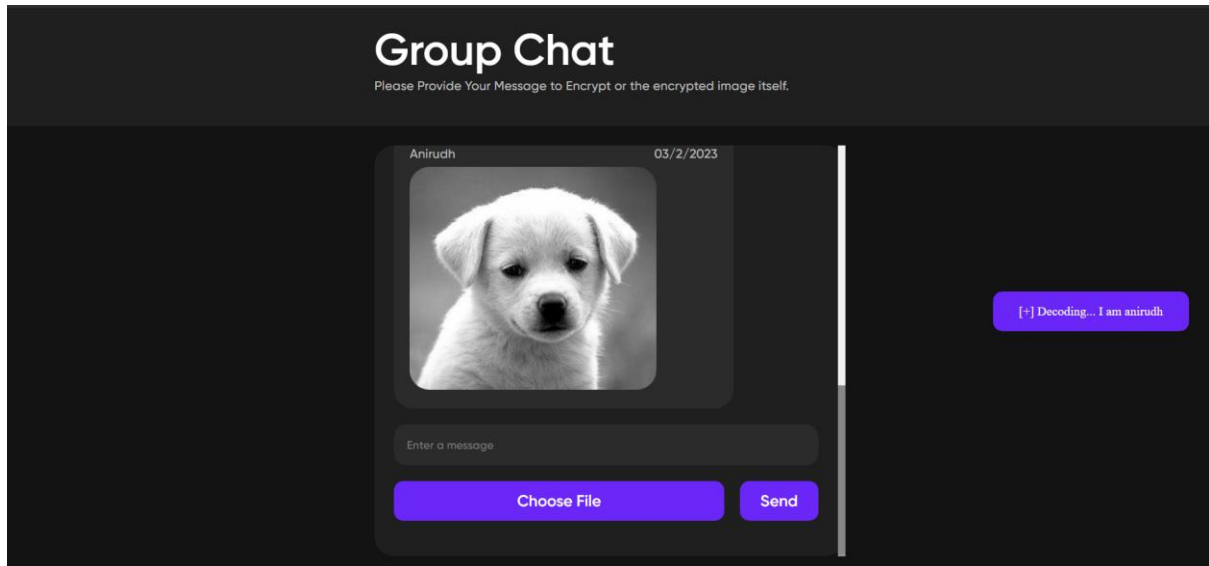 Group Chat
Please Provide Your Message to Encrypt or the encrypted image itself.
Anirudh 03/2/2023
[+] Decoding... I am anirudh
Enter a message
Choose File Send